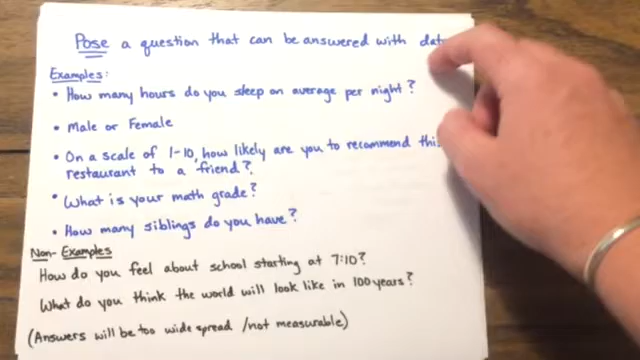 Pose a question that can be answered with dat
Examples:
• How many hours do you sleep on average per night?
• Male or Female
• On a scale of 1-10, how likely are you to recommend this
restaurant to a friend?
• What is your math grade?
• How many siblings do you have?
Non-Examples
How do you feel about school starting at 7:10?
What do you think the world will look like in 100 years?
(Answers will be too wide spread /not measurable)